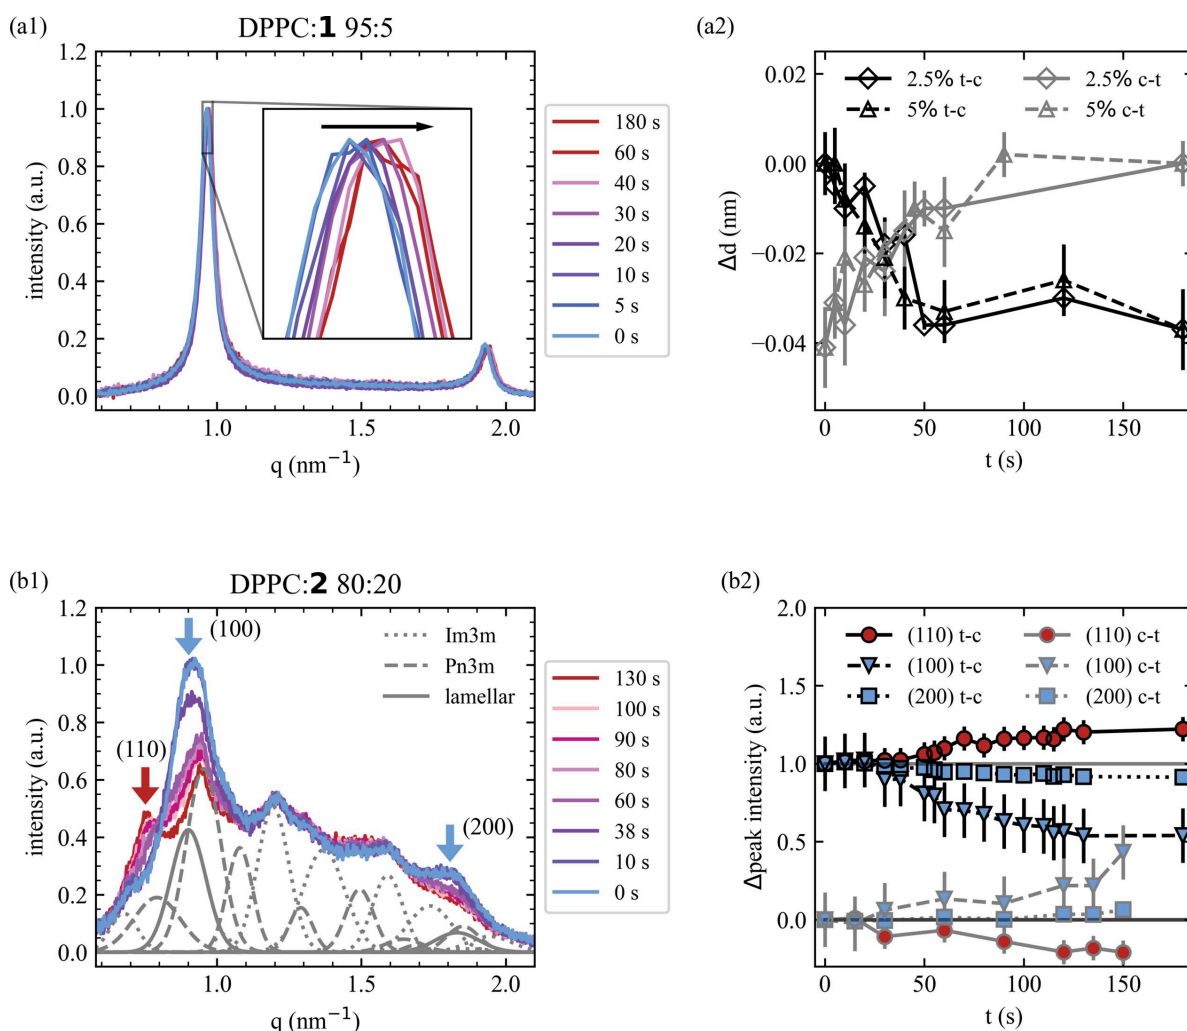 (a1)
DPPC:1 95:5
1.2
1.0
0.8
0.6
0.4
0.2
0.0
intensity (a.u.)
1.0
1.5
2.0
q (nm⁻¹)
180 s
60 s
40 s
30 s
20 s
10 s
5 s
0 s
(a2)
2.5% t-c
5% t-c
2.5% c-t
5% c-t
0.02
0.00
−0.02
−0.04
Δd (nm)
0
50
100
150
t (s)
(b1)
DPPC:2 80:20
1.2
1.0
0.8
0.6
0.4
0.2
0.0
intensity (a.u.)
(100)
(110)
(200)
Im3m
Pn3m
lamellar
1.0
1.5
2.0
q (nm⁻¹)
130 s
100 s
90 s
80 s
60 s
38 s
10 s
0 s
(b2)
(110) t-c
(100) t-c
(200) t-c
(110) c-t
(100) c-t
(200) c-t
2.0
1.5
1.0
0.5
0.0
Δpeak intensity (a.u.)
0
50
100
150
t (s)